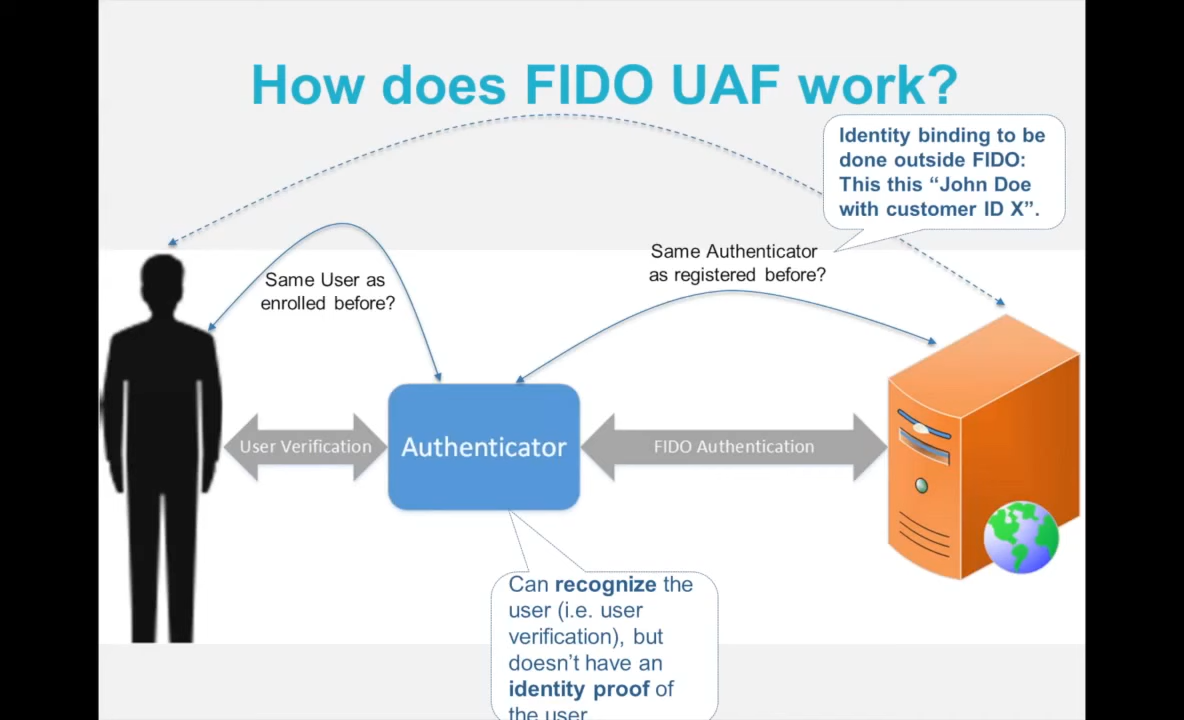 How does FIDO UAF work?
Identity binding to be
done outside FIDO:
This this “John Doe
with customer ID X”.
Same User as
enrolled before?
Same Authenticator
as registered before?
User Verification
Authenticator
FIDO Authentication
Can recognize the
user (i.e. user
verification), but
doesn’t have an
identity proof of
the user